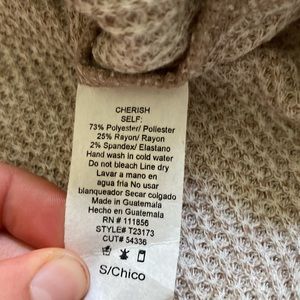 CHERISH
SELF:
73% Polyester/ Poliester
25% Rayon/ Rayon
2% Spandex/ Elastano
Hand wash in cold water
Do not bleach Line dry
Lavar a mano en
agua fria No usar
blanqueador Secar colgado
Made in Guatemala
Hecho en Guatemala
RN # 111856
STYLE# T23173
CUT# 54336
S/Chico